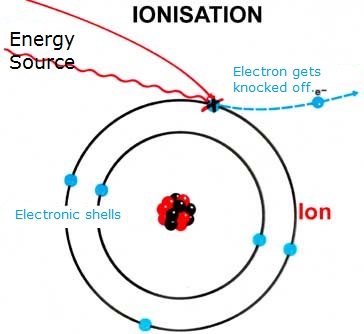 IONISATION
Energy
Source
Electron gets
knocked off.
e⁻
Electronic shells
Ion